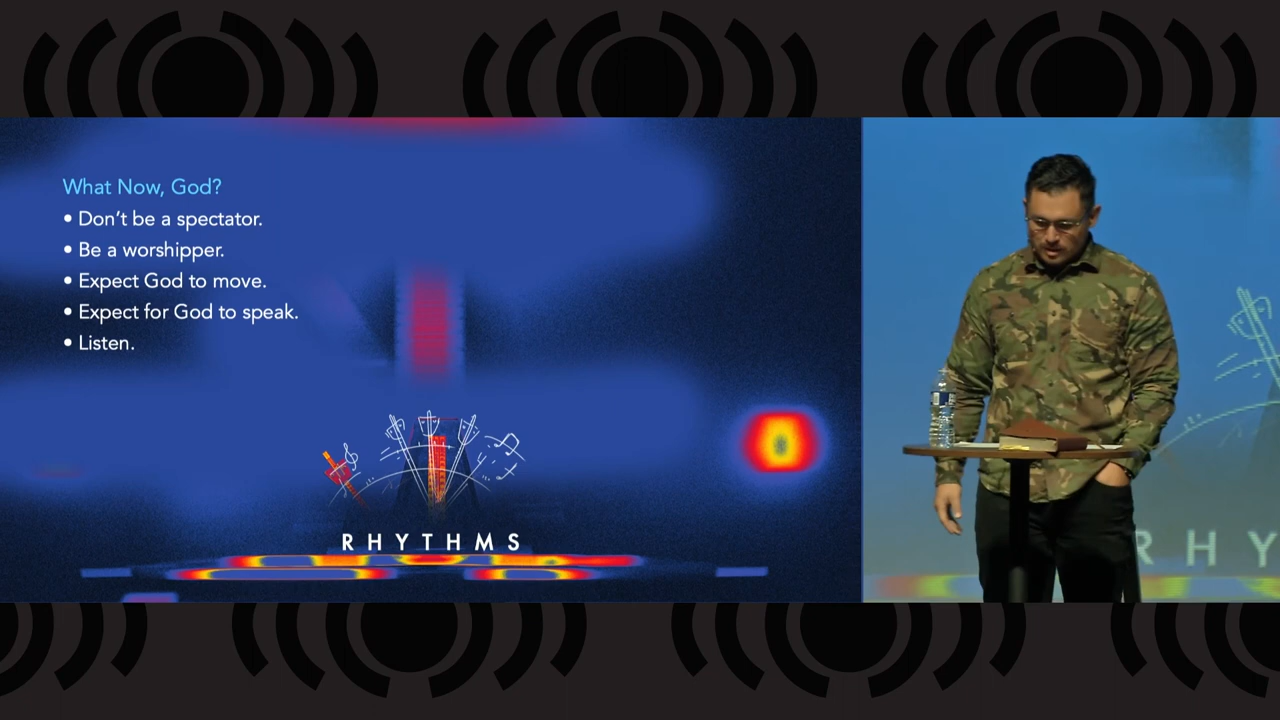 What Now, God?
• Don't be a spectator.
• Be a worshipper.
• Expect God to move.
• Expect for God to speak.
• Listen.
RHYTHMS
RHY